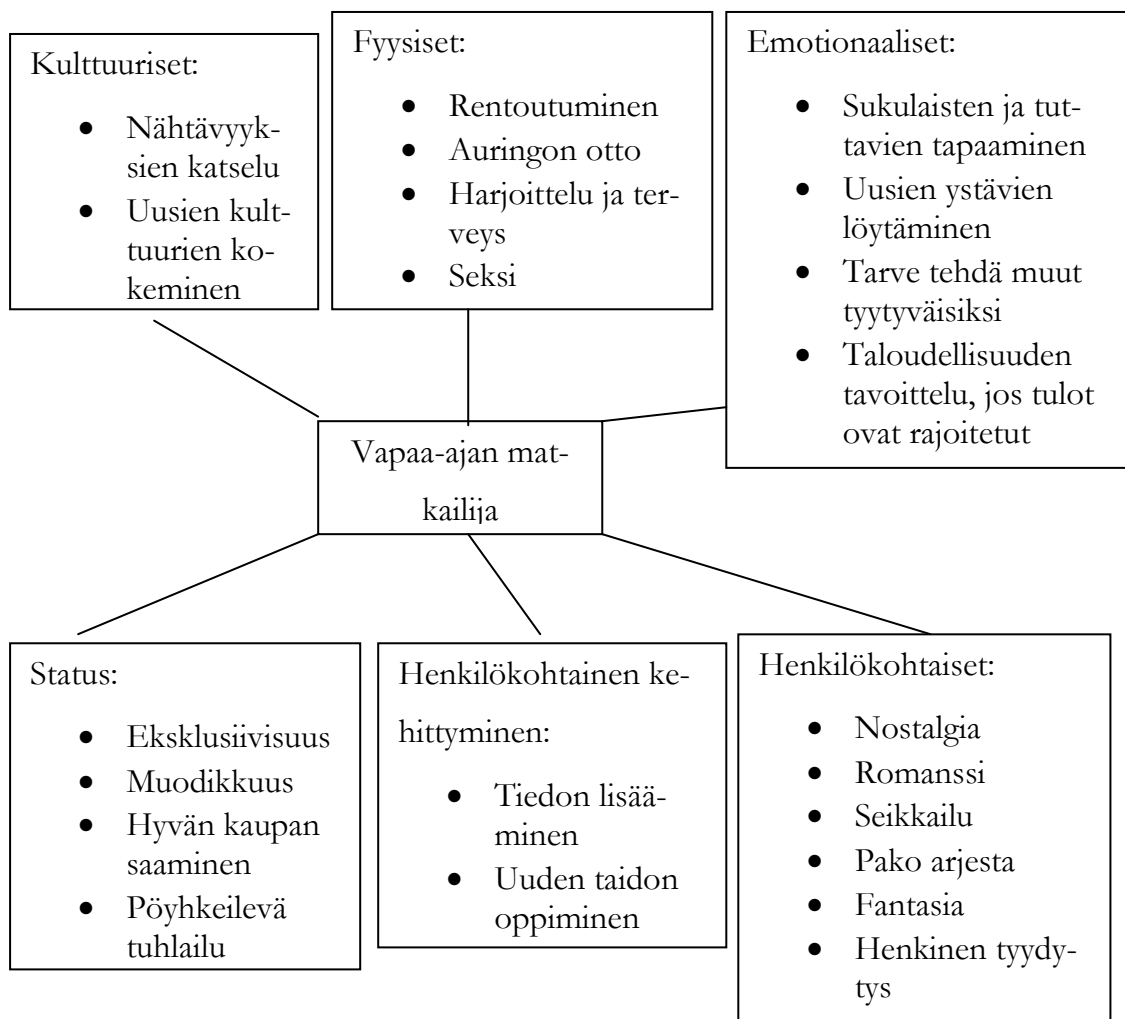 Kulttuuriset:
• Nähtävyyk-
sien katselu
• Uusien kult-
tuurien ko-
keminen
Fyysiset:
• Rentoutuminen
• Auringon otto
• Harjoittelu ja ter-
veys
• Seksi
Emotionaaliset:
• Sukulaisten ja tut-
tavien tapaaminen
• Uusien ystävien
löytäminen
• Tarve tehdä muut
tyytyväisiksi
• Taloudellisuuden
tavoittelu, jos tulot
ovat rajoitetut
Vapaa-ajan mat-
kailija
Status:
• Eksklusiivisuus
• Muodikkuus
• Hyvän kaupan
saaminen
• Pöyhkeilevä
tuhlailu
Henkilökohtainen ke-
hittyminen:
• Tiedon lisää-
minen
• Uuden taidon
oppiminen
Henkilökohtaiset:
• Nostalgia
• Romanssi
• Seikkailu
• Pako arjesta
• Fantasia
• Henkinen tyydy-
tys